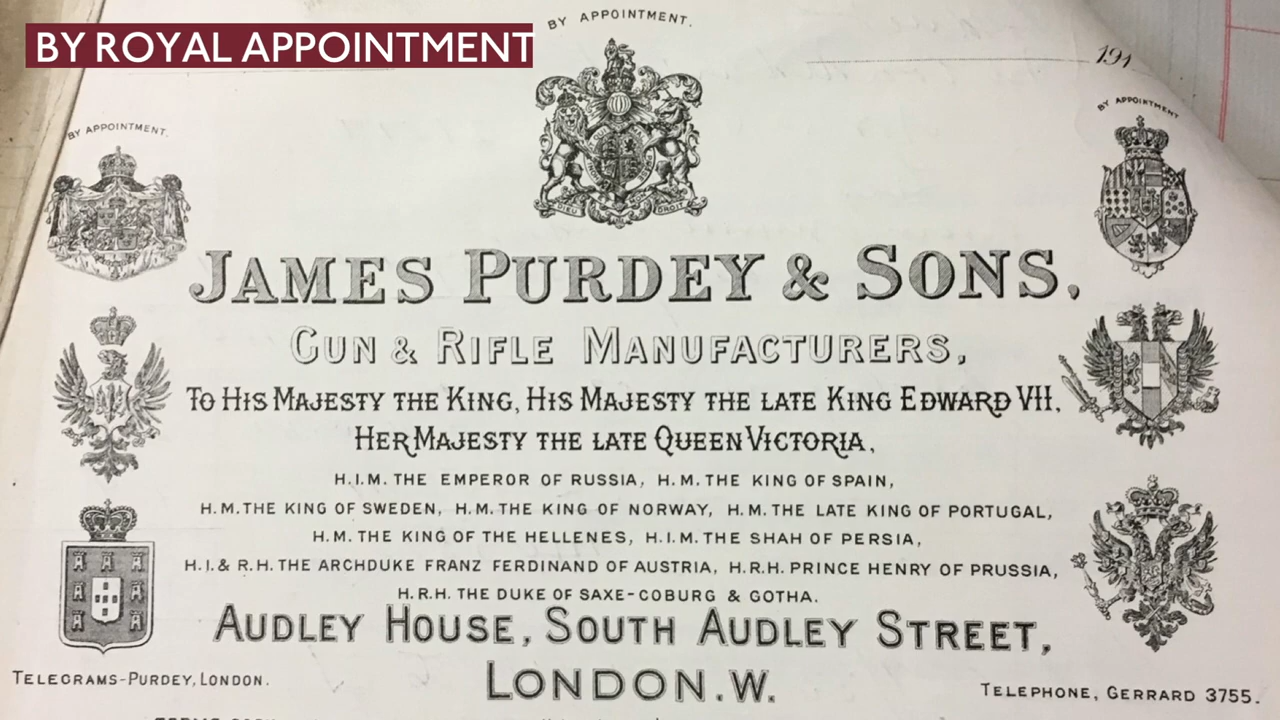 BY ROYAL APPOINTMENT
BY APPOINTMENT.
191
BY APPOINTMENT.
BY APPOINTMENT
DIEU ET MON DROIT
JAMES PURDEY & SONS,
GUN & RIFLE MANUFACTURERS,
TO HIS MAJESTY THE KING, HIS MAJESTY THE LATE KING EDWARD VII,
HER MAJESTY THE LATE QUEEN VICTORIA,
H.I.M. THE EMPEROR OF RUSSIA, H.M. THE KING OF SPAIN,
H.M. THE KING OF SWEDEN, H.M. THE KING OF NORWAY, H.M. THE LATE KING OF PORTUGAL,
H.M. THE KING OF THE HELLENES, H.I.M. THE SHAH OF PERSIA,
H.I. & R.H. THE ARCHDUKE FRANZ FERDINAND OF AUSTRIA, H.R.H. PRINCE HENRY OF PRUSSIA,
H.R.H. THE DUKE OF SAXE-COBURG & GOTHA.
AUDLEY HOUSE, SOUTH AUDLEY STREET,
LONDON.W.
TELEGRAMS-PURDEY, LONDON.
TELEPHONE, GERRARD 3755.